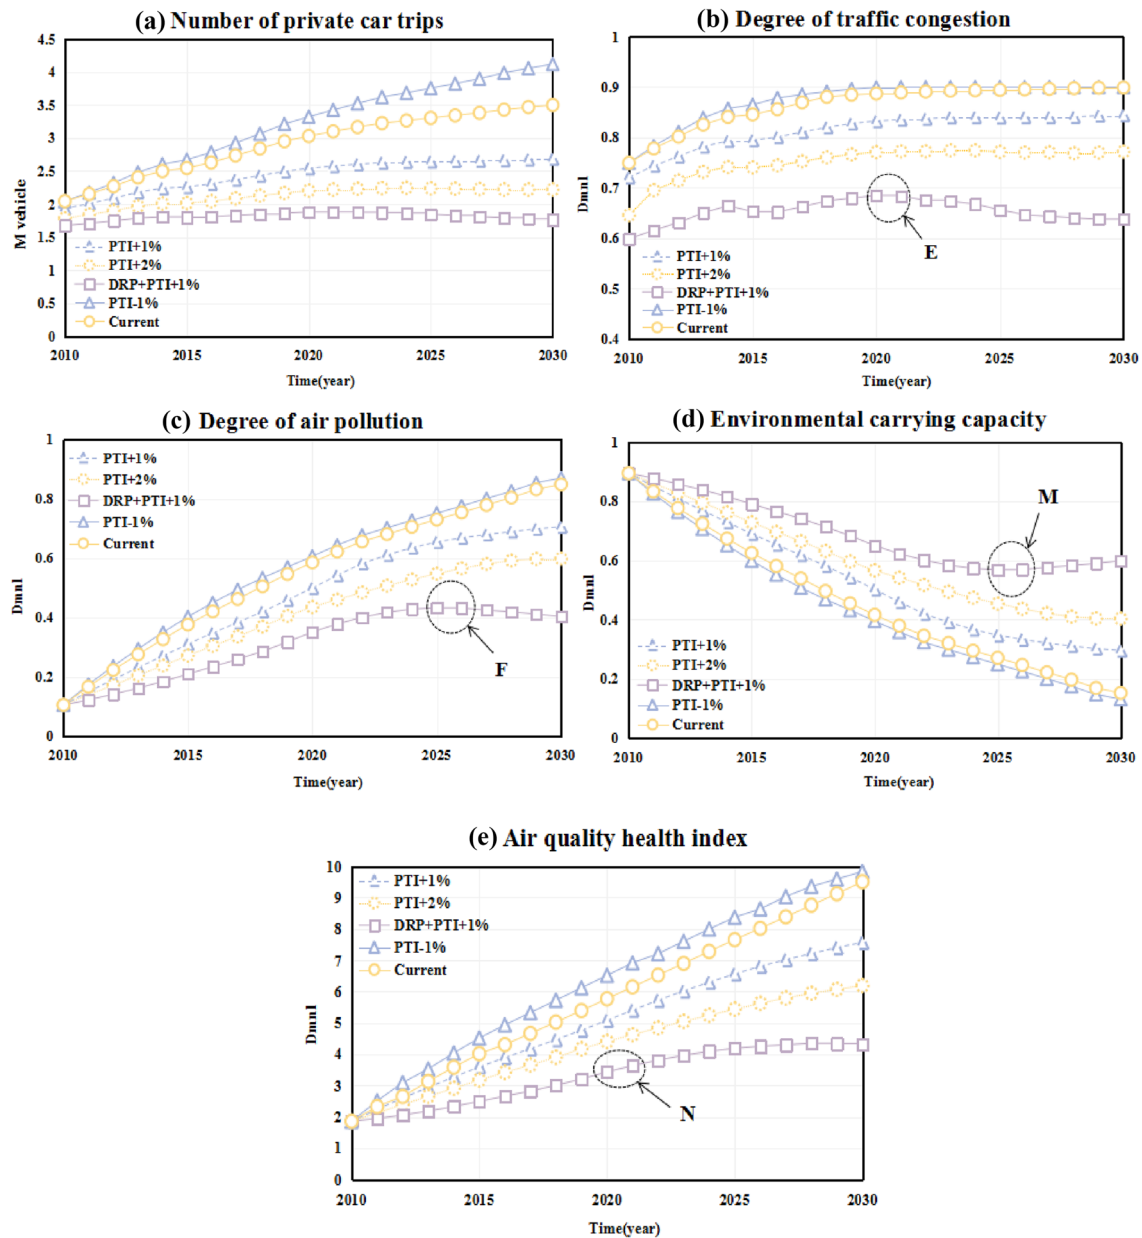 (a) Number of private car trips
4.5
4
3.5
3
2.5
2
1.5
1
0.5
0
M vehicle
PTI+1%
PTI+2%
DRP+PTI+1%
PTI-1%
Current
2010 2015 2020 2025 2030
Time(year)
(b) Degree of traffic congestion
1
0.9
0.8
0.7
0.6
0.5
0.4
Dmnl
E
PTI+1%
PTI+2%
DRP+PTI+1%
PTI-1%
Current
2010 2015 2020 2025 2030
Time(year)
(c) Degree of air pollution
1
0.8
0.6
0.4
0.2
0
Dmnl
PTI+1%
PTI+2%
DRP+PTI+1%
PTI-1%
Current
F
2010 2015 2020 2025 2030
Time(year)
(d) Environmental carrying capacity
1
0.8
0.6
0.4
0.2
0
Dmnl
M
PTI+1%
PTI+2%
DRP+PTI+1%
PTI-1%
Current
2010 2015 2020 2025 2030
Time(year)
(e) Air quality health index
10
9
8
7
6
5
4
3
2
1
0
Dmnl
PTI+1%
PTI+2%
DRP+PTI+1%
PTI-1%
Current
N
2010 2015 2020 2025 2030
Time(year)